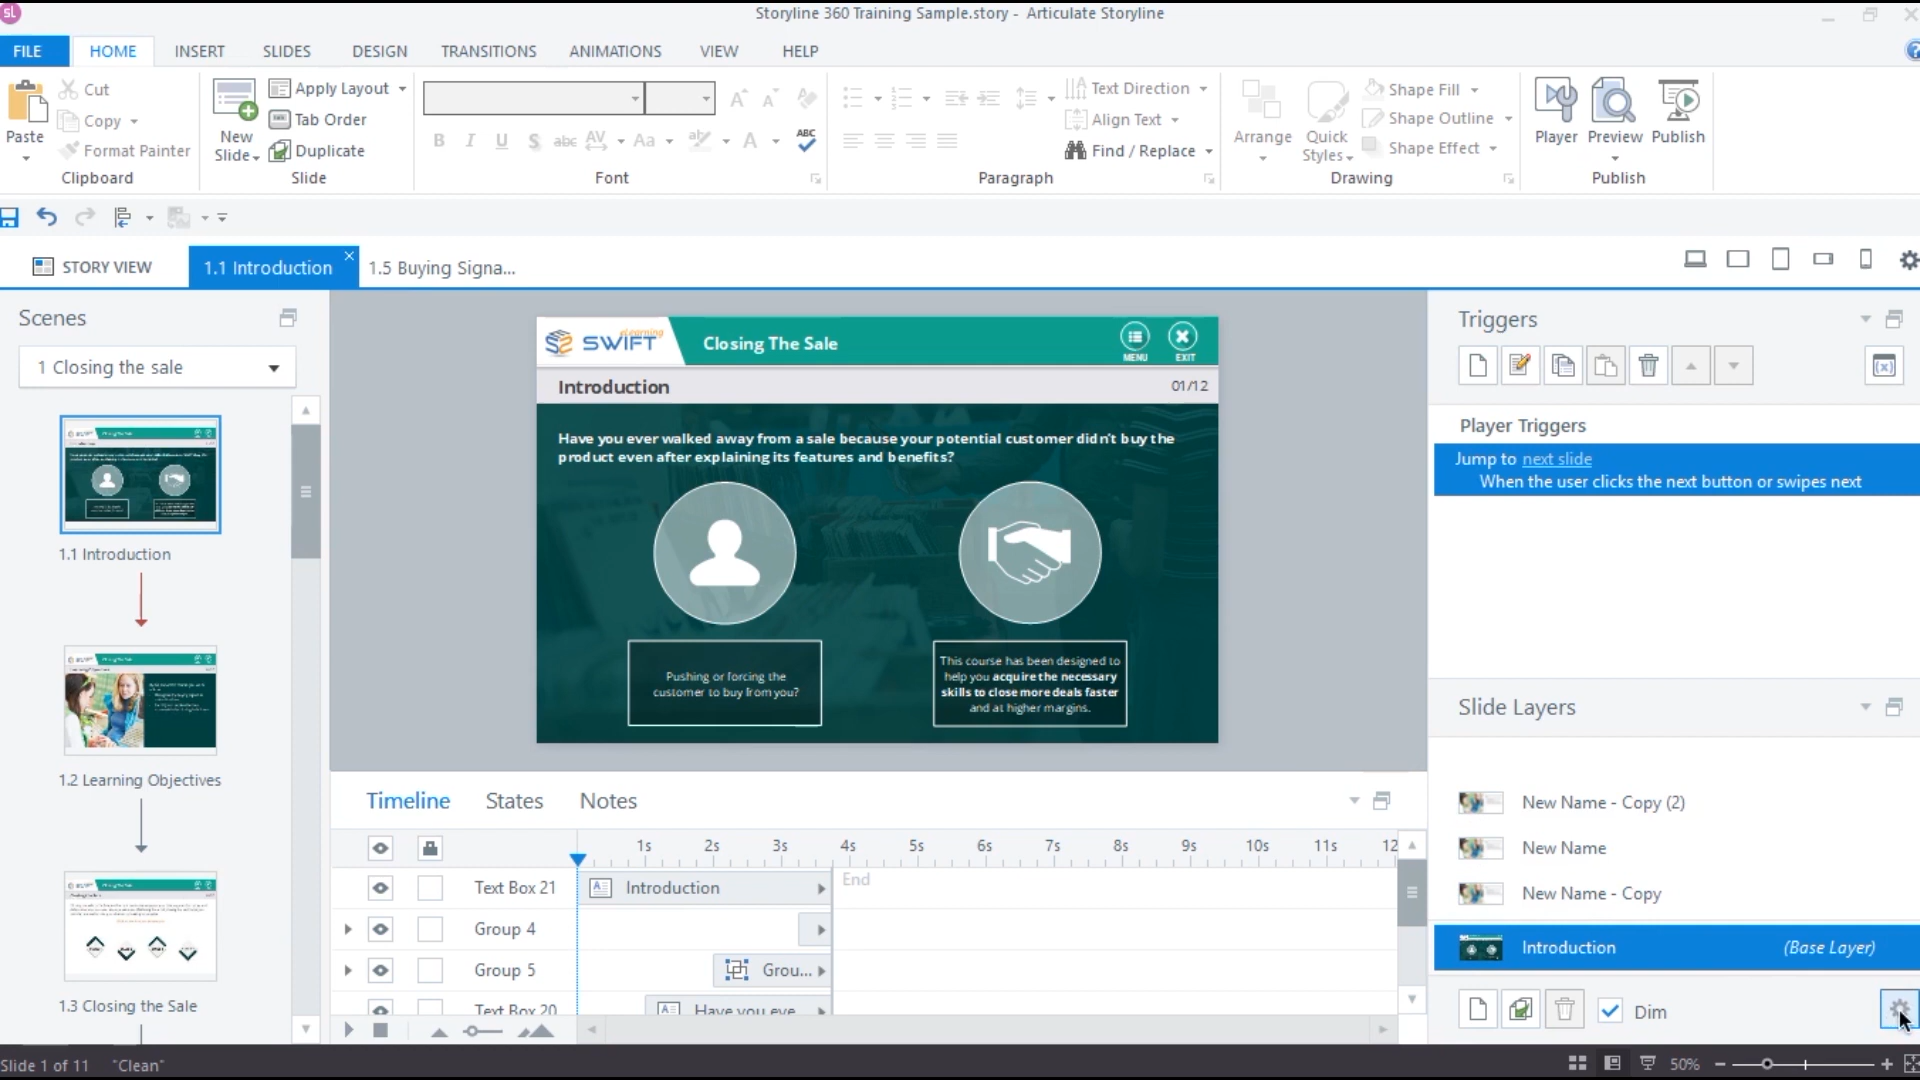 Storyline 360 Training Sample.story - Articulate Storyline
FILE HOME INSERT SLIDES DESIGN TRANSITIONS ANIMATIONS VIEW HELP
Paste
Cut
Copy
Format Painter
Clipboard
New Slide
Apply Layout
Tab Order
Duplicate
Slide
Font
Text Direction
Align Text
Find / Replace
Paragraph
Arrange
Quick Styles
Shape Fill
Shape Outline
Shape Effect
Drawing
Player
Preview
Publish
Publish
STORY VIEW
1.1 Introduction
1.5 Buying Signa...
Scenes
1 Closing the sale
1.1 Introduction
1.2 Learning Objectives
1.3 Closing the Sale
SWIFT
eLearning
Closing The Sale
MENU
EXIT
Introduction
01/12
Have you ever walked away from a sale because your potential customer didn't buy the
product even after explaining its features and benefits?
Pushing or forcing the
customer to buy from you?
This course has been designed to
help you acquire the necessary
skills to close more deals faster
and at higher margins.
Timeline States Notes
1s 2s 3s 4s 5s 6s 7s 8s 9s 10s 11s 12
Text Box 21 Introduction End
Group 4
Group 5 Grou...
Text Box 20 Have you eve
Triggers
Player Triggers
Jump to next slide
When the user clicks the next button or swipes next
Slide Layers
New Name - Copy (2)
New Name
New Name - Copy
Introduction (Base Layer)
Dim
Slide 1 of 11 "Clean"
50%